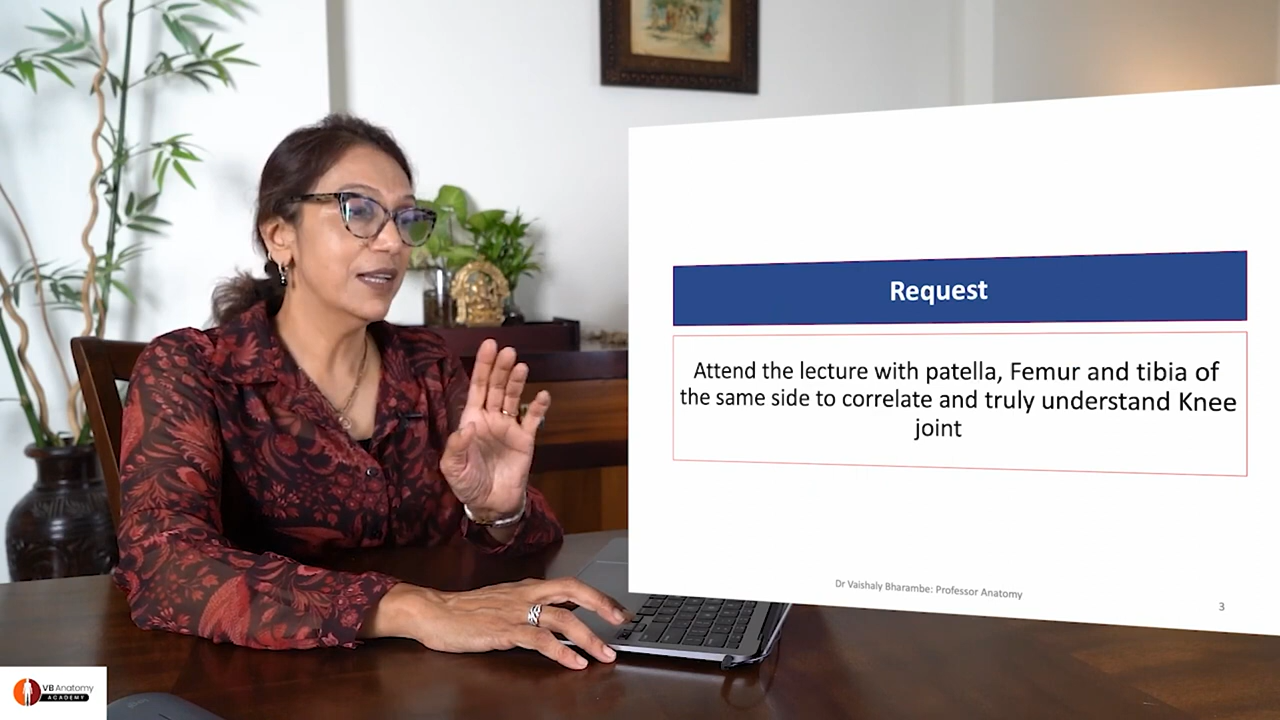 Request
Attend the lecture with patella, Femur and tibia of
the same side to correlate and truly understand Knee
joint
Dr Vaishaly Bharambe: Professor Anatomy
3
VB Anatomy
ACADEMY